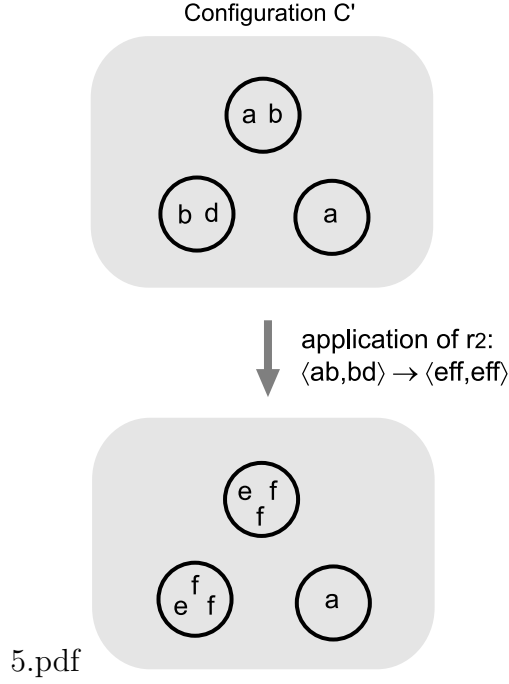 Configuration C'
a b
b d
a
application of r2:
⟨ab,bd⟩ → ⟨eff,eff⟩
e f
f
f
e f
a
5.pdf